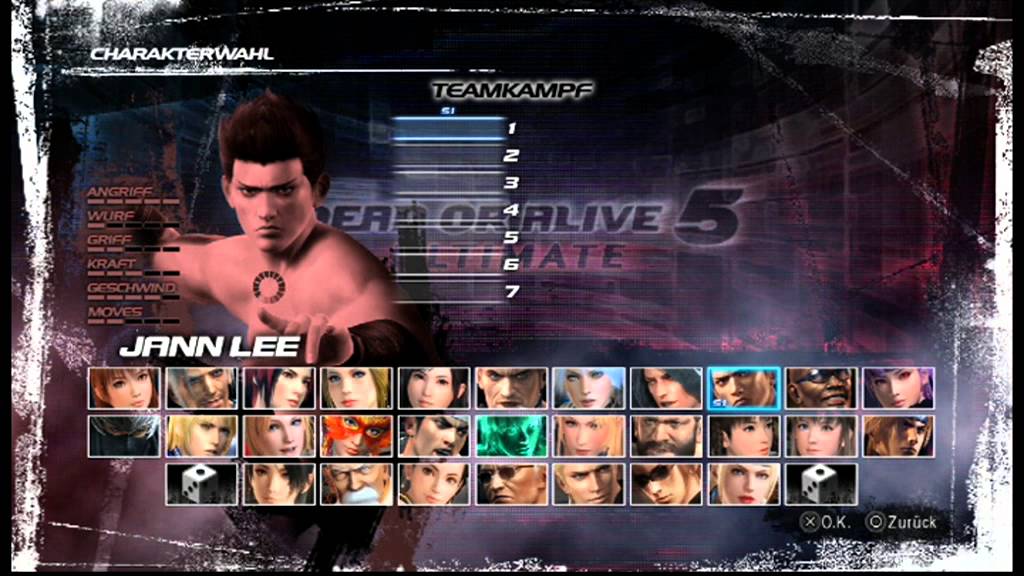 CHARAKTERWAHL
TEAMKAMPF
S1
1
2
3
4
5
6
7
ANGRIFF
WURF
GRIFF
KRAFT
GESCHWIND
MOVES
DEAD OR ALIVE 5
ULTIMATE
JANN LEE
S1
O.K. Zurück